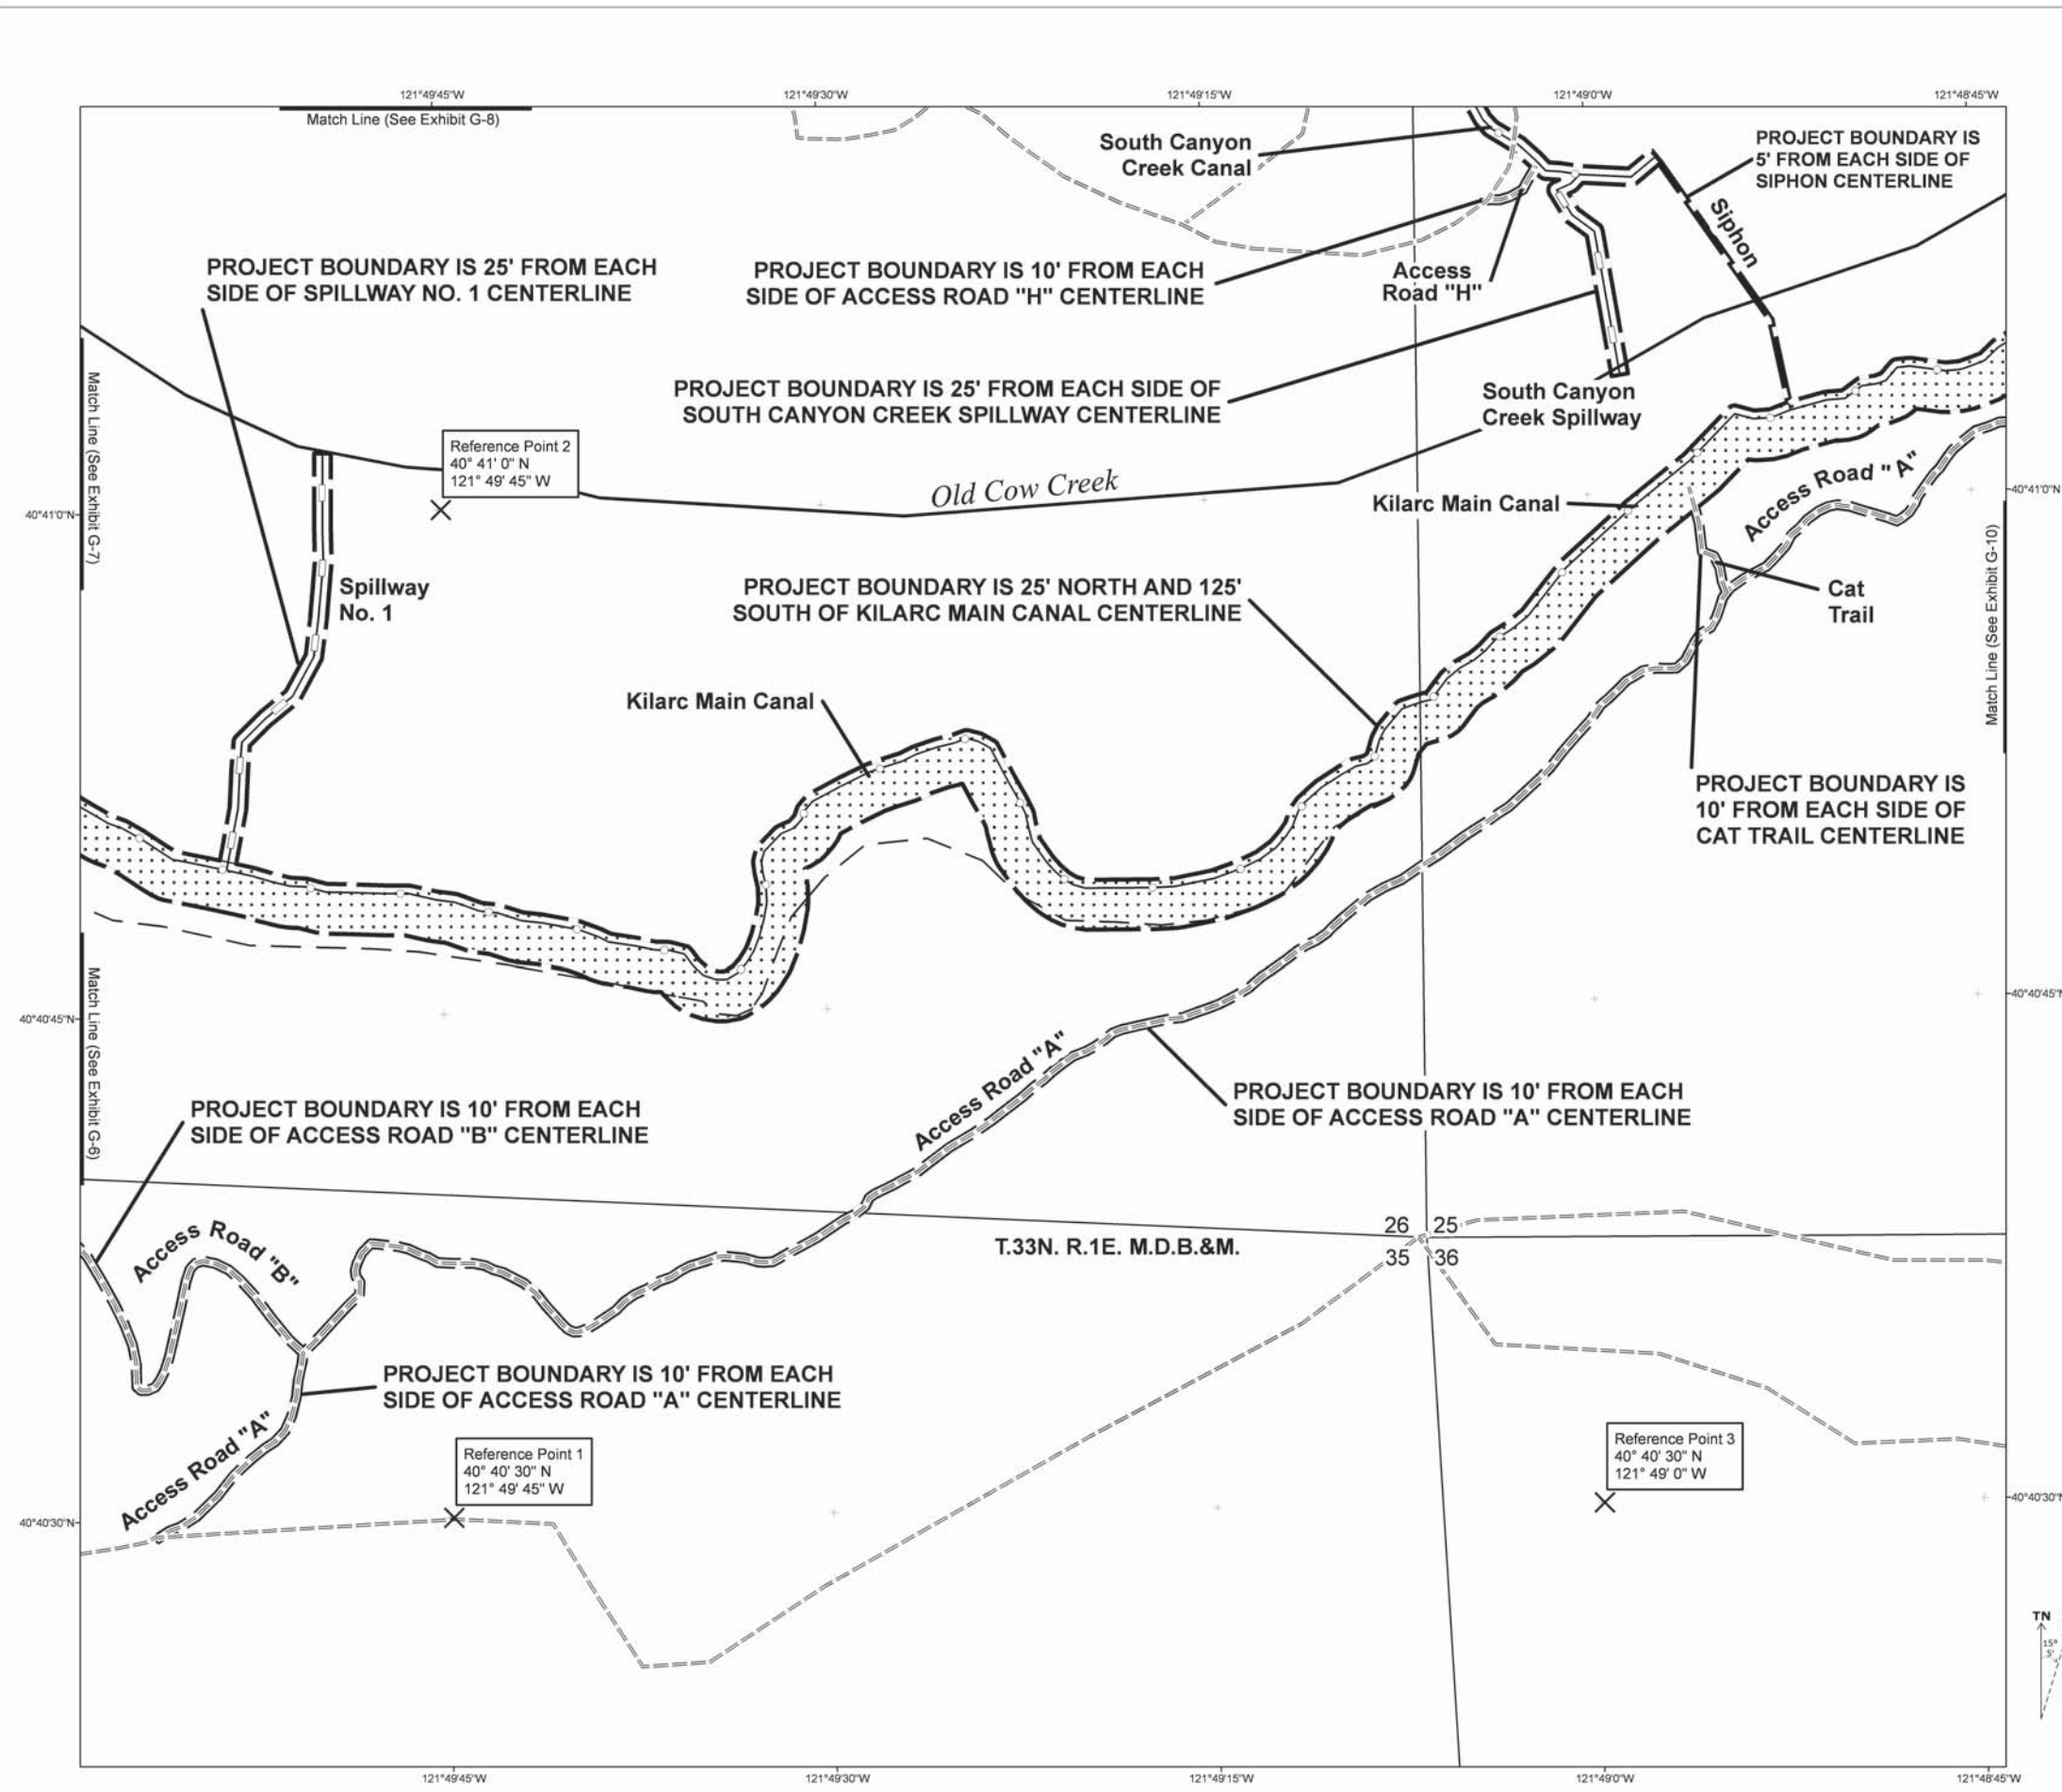 121°49'45"W
121°49'30"W
121°49'15"W
121°49'0"W
121°48'45"W
Match Line (See Exhibit G-8)
South Canyon
Creek Canal
PROJECT BOUNDARY IS
5' FROM EACH SIDE OF
SIPHON CENTERLINE
Siphon
PROJECT BOUNDARY IS 25' FROM EACH
SIDE OF SPILLWAY NO. 1 CENTERLINE
PROJECT BOUNDARY IS 10' FROM EACH
SIDE OF ACCESS ROAD "H" CENTERLINE
Access
Road "H"
Match Line (See Exhibit G-7)
PROJECT BOUNDARY IS 25' FROM EACH SIDE OF
SOUTH CANYON CREEK SPILLWAY CENTERLINE
South Canyon
Creek Spillway
Reference Point 2
40° 41' 0" N
121° 49' 45" W
Old Cow Creek
Kilarc Main Canal
Access Road "A"
40°41'0"N
40°41'0"N
Spillway
No. 1
PROJECT BOUNDARY IS 25' NORTH AND 125'
SOUTH OF KILARC MAIN CANAL CENTERLINE
Cat
Trail
Match Line (See Exhibit G-10)
Kilarc Main Canal
PROJECT BOUNDARY IS
10' FROM EACH SIDE OF
CAT TRAIL CENTERLINE
40°40'45"N
40°40'45"N
Match Line (See Exhibit G-6)
Access Road "A"
PROJECT BOUNDARY IS 10' FROM EACH
SIDE OF ACCESS ROAD "B" CENTERLINE
PROJECT BOUNDARY IS 10' FROM EACH
SIDE OF ACCESS ROAD "A" CENTERLINE
Access Road "B"
26 25
T.33N. R.1E. M.D.B.&M.
35 36
PROJECT BOUNDARY IS 10' FROM EACH
SIDE OF ACCESS ROAD "A" CENTERLINE
Access Road "A"
Reference Point 1
40° 40' 30" N
121° 49' 45" W
Reference Point 3
40° 40' 30" N
121° 49' 0" W
40°40'30"N
40°40'30"N
TN
15°
5'
121°49'45"W
121°49'30"W
121°49'15"W
121°49'0"W
121°48'45"W